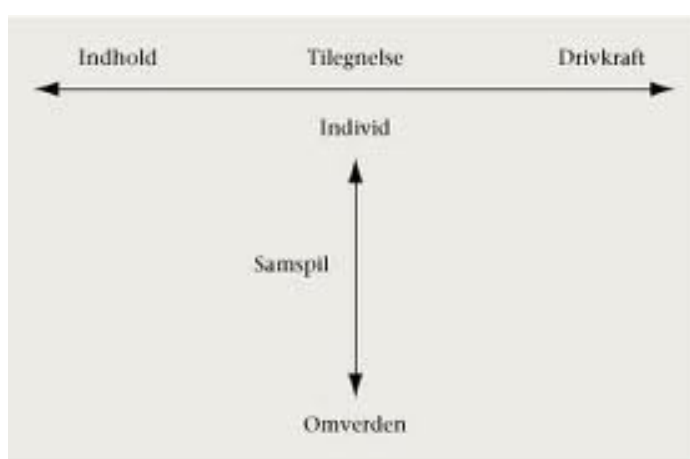 Indhold Tilegnelse Drivkraft
Individ
Samspil
Omverden